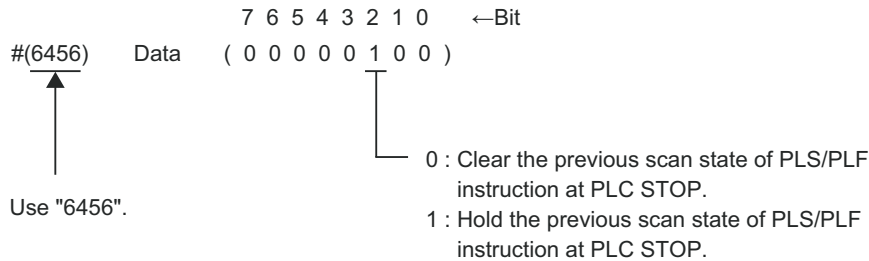 7 6 5 4 3 2 1 0 ←Bit
#(6456) Data ( 0 0 0 0 0 1 0 0 )
0 : Clear the previous scan state of PLS/PLF
instruction at PLC STOP.
Use "6456".
1 : Hold the previous scan state of PLS/PLF
instruction at PLC STOP.